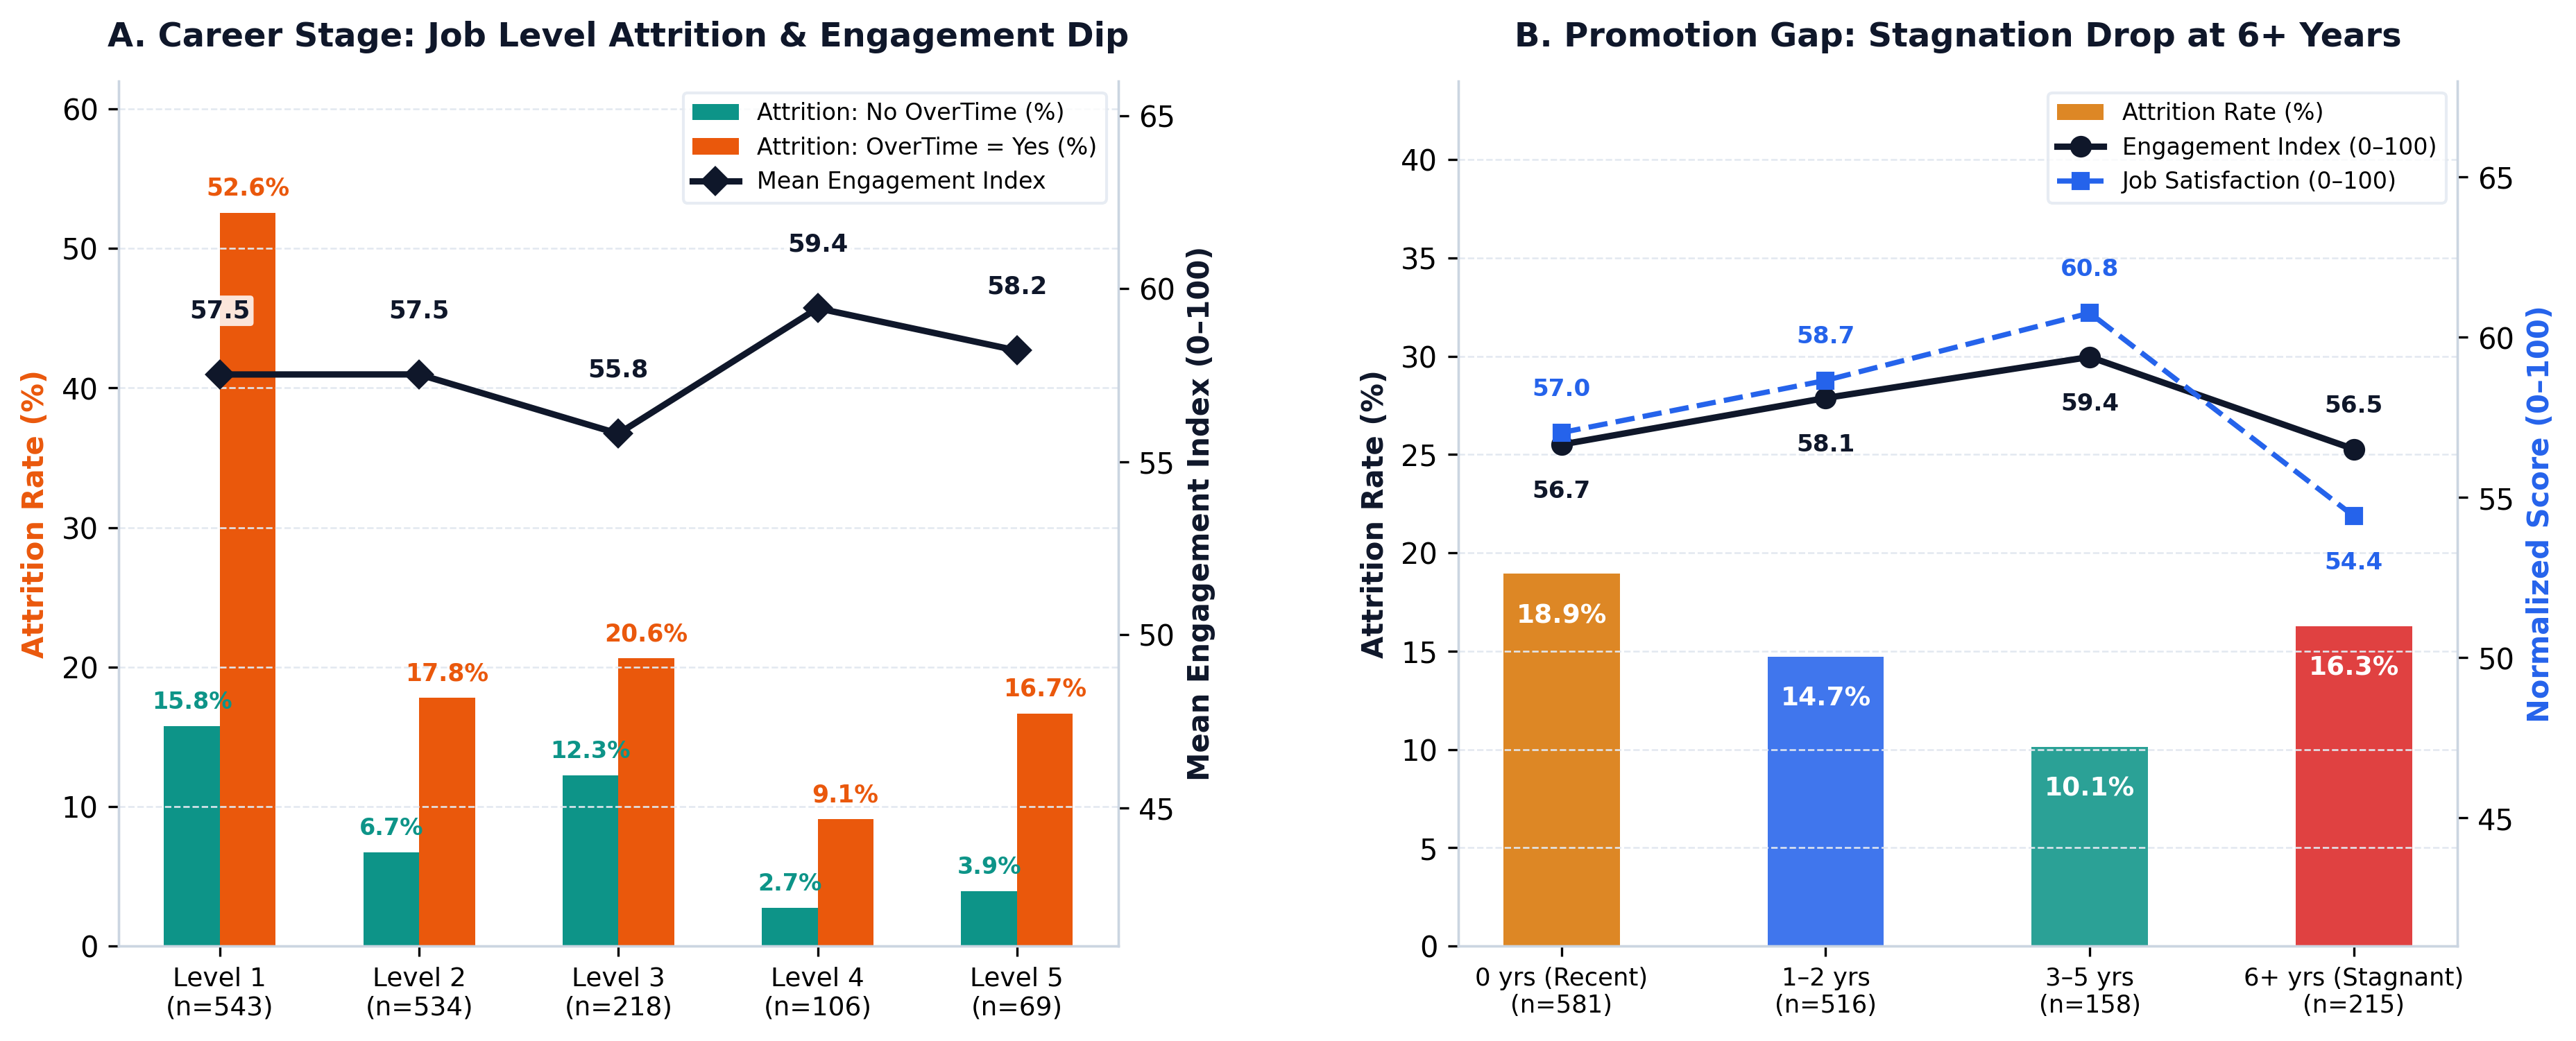 A. Career Stage: Job Level Attrition & Engagement Dip
Attrition: No OverTime (%)
Attrition: OverTime = Yes (%)
Mean Engagement Index
Attrition Rate (%)
60
50
40
30
20
10
0
65
60
55
50
45
Mean Engagement Index (0–100)
52.6%
57.5
57.5
55.8
59.4
58.2
15.8%
6.7%
17.8%
12.3%
20.6%
2.7%
9.1%
3.9%
16.7%
Level 1
(n=543)
Level 2
(n=534)
Level 3
(n=218)
Level 4
(n=106)
Level 5
(n=69)
B. Promotion Gap: Stagnation Drop at 6+ Years
Attrition Rate (%)
Engagement Index (0–100)
Job Satisfaction (0–100)
Attrition Rate (%)
40
35
30
25
20
15
10
5
0
65
60
55
50
45
Normalized Score (0–100)
57.0
58.7
60.8
54.4
56.7
58.1
59.4
56.5
18.9%
14.7%
10.1%
16.3%
0 yrs (Recent)
(n=581)
1–2 yrs
(n=516)
3–5 yrs
(n=158)
6+ yrs (Stagnant)
(n=215)